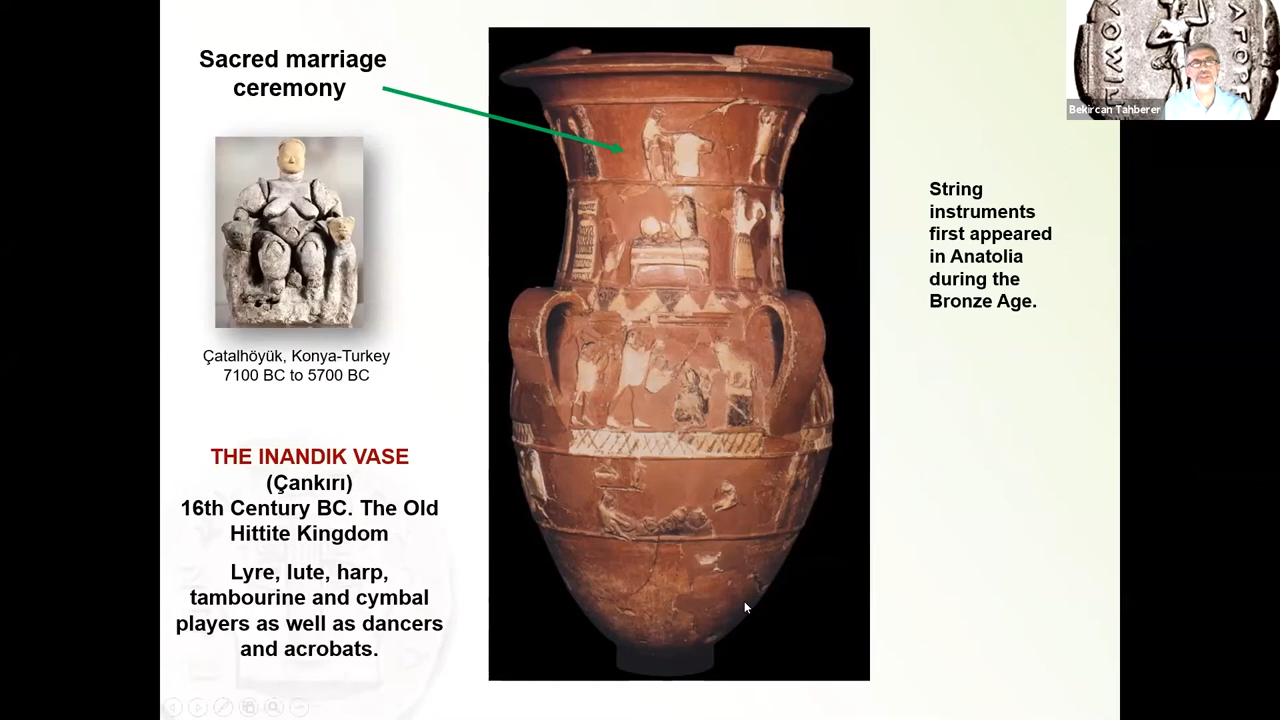 Sacred marriage
ceremony
Çatalhöyük, Konya-Turkey
7100 BC to 5700 BC
THE INANDIK VASE
(Çankırı)
16th Century BC. The Old
Hittite Kingdom
Lyre, lute, harp,
tambourine and cymbal
players as well as dancers
and acrobats.
String
instruments
first appeared
in Anatolia
during the
Bronze Age.
Bekircan Tahberer